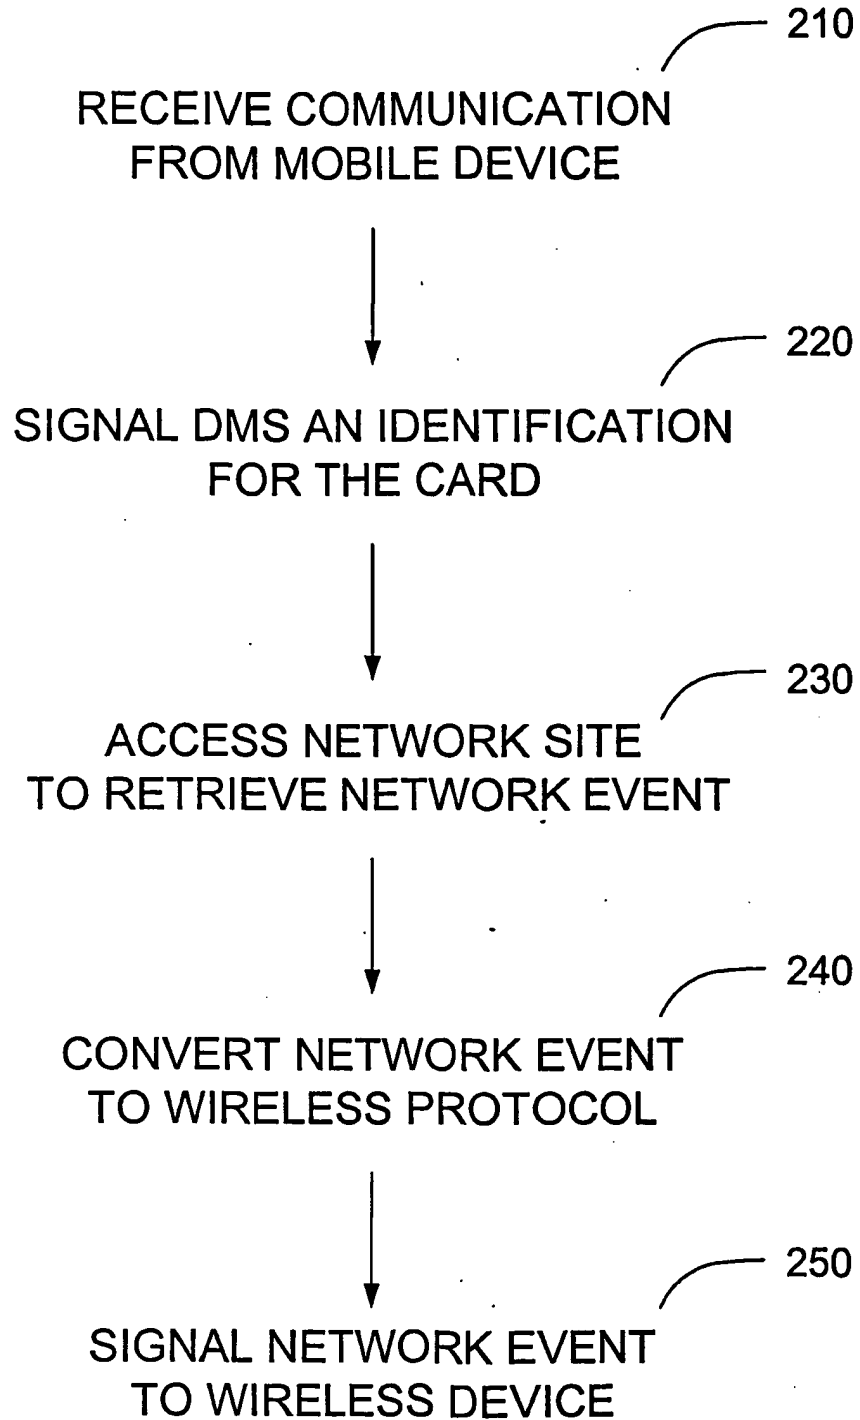 210
RECEIVE COMMUNICATION
FROM MOBILE DEVICE
220
SIGNAL DMS AN IDENTIFICATION
FOR THE CARD
230
ACCESS NETWORK SITE
TO RETRIEVE NETWORK EVENT
240
CONVERT NETWORK EVENT
TO WIRELESS PROTOCOL
250
SIGNAL NETWORK EVENT
TO WIRELESS DEVICE